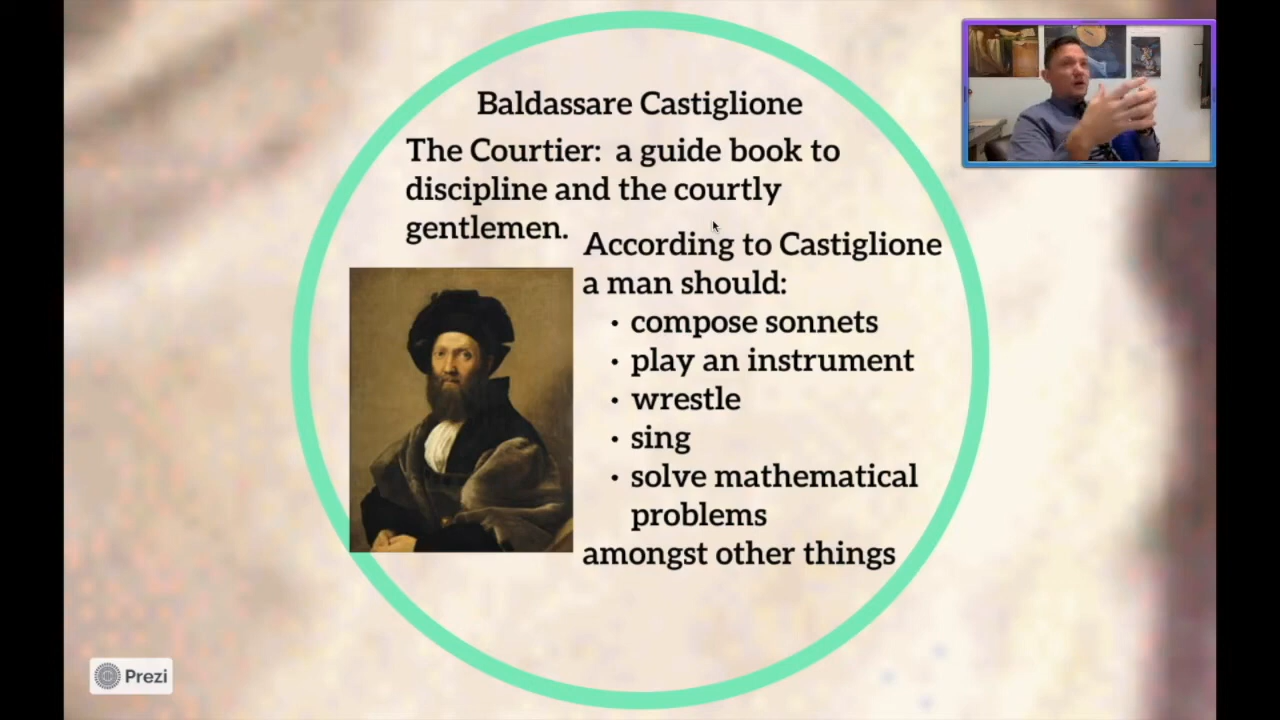 Baldassare Castiglione
The Courtier: a guide book to
discipline and the courtly
gentlemen.
According to Castiglione
a man should:
• compose sonnets
• play an instrument
• wrestle
• sing
• solve mathematical
problems
amongst other things
Prezi